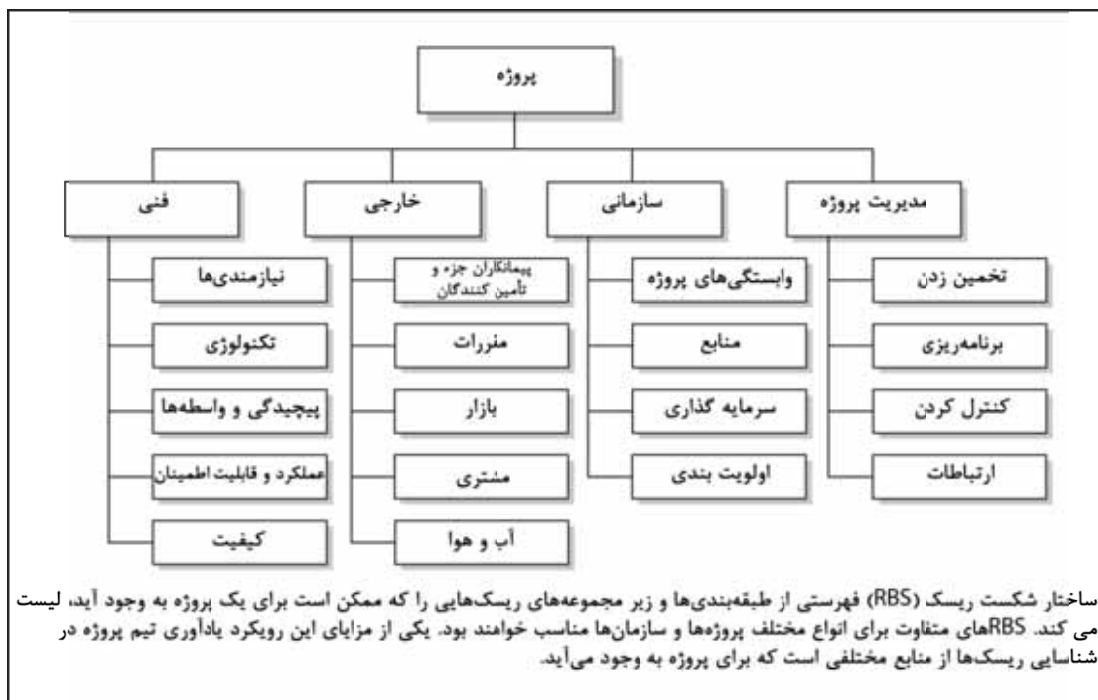 پروژه
مدیریت پروژه
سازمانی
خارجی
فنی
تخمین زدن
وابستگی‌های پروژه
پیمانکاران جزء و
تأمین کنندگان
نیازمندی‌ها
برنامه‌ریزی
منابع
مقررات
تکنولوژی
کنترل کردن
سرمایه گذاری
بازار
پیچیدگی و واسطه‌ها
ارتباطات
اولویت بندی
مشتری
عملکرد و قابلیت اطمینان
آب و هوا
کیفیت
ساختار شکست ریسک (RBS) فهرستی از طبقه‌بندی‌ها و زیر مجموعه‌های ریسک‌هایی را که ممکن است برای یک پروژه به وجود آید، لیست
می کند. RBSهای متفاوت برای انواع مختلف پروژه‌ها و سازمان‌ها مناسب خواهند بود. یکی از مزایای این رویکرد یادآوری تیم پروژه در
شناسایی ریسک‌ها از منابع مختلفی است که برای پروژه به وجود می‌آید.